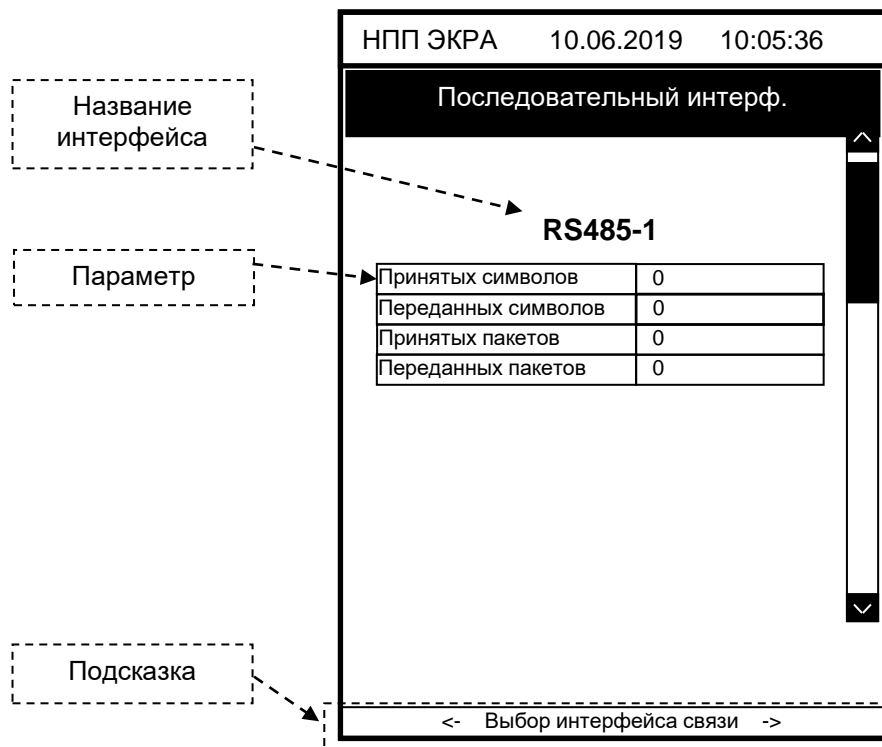 НПП ЭКРА 10.06.2019 10:05:36
Последовательный интерф.
Название
интерфейса
RS485-1
Параметр
Принятых символов 0
Переданных символов 0
Принятых пакетов 0
Переданных пакетов 0
Подсказка
<- Выбор интерфейса связи ->